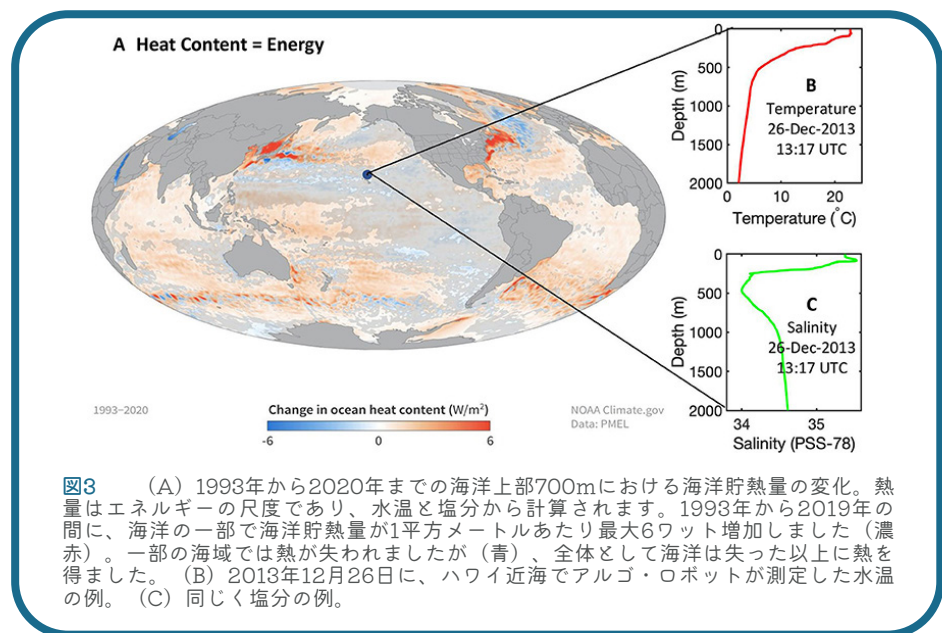 A Heat Content = Energy
0
500
1000
1500
2000
Depth (m)
B
Temperature
26-Dec-2013
13:17 UTC
0
10
20
Temperature (°C)
0
500
1000
1500
2000
Depth (m)
C
Salinity
26-Dec-2013
13:17 UTC
34
35
Salinity (PSS-78)
1993–2020
Change in ocean heat content (W/m²)
-6
0
6
NOAA Climate.gov
Data: PMEL
図3 （A）1993年から2020年までの海洋上部700mにおける海洋貯熱量の変化。熱
量はエネルギーの尺度であり、水温と塩分から計算されます。1993年から2019年の
間に、海洋の一部で海洋貯熱量が1平方メートルあたり最大6ワット増加しました（濃
赤）。一部の海域では熱が失われましたが（青）、全体として海洋は失った以上に熱を
得ました。（B）2013年12月26日に、ハワイ近海でアルゴ・ロボットが測定した水温
の例。（C）同じく塩分の例。